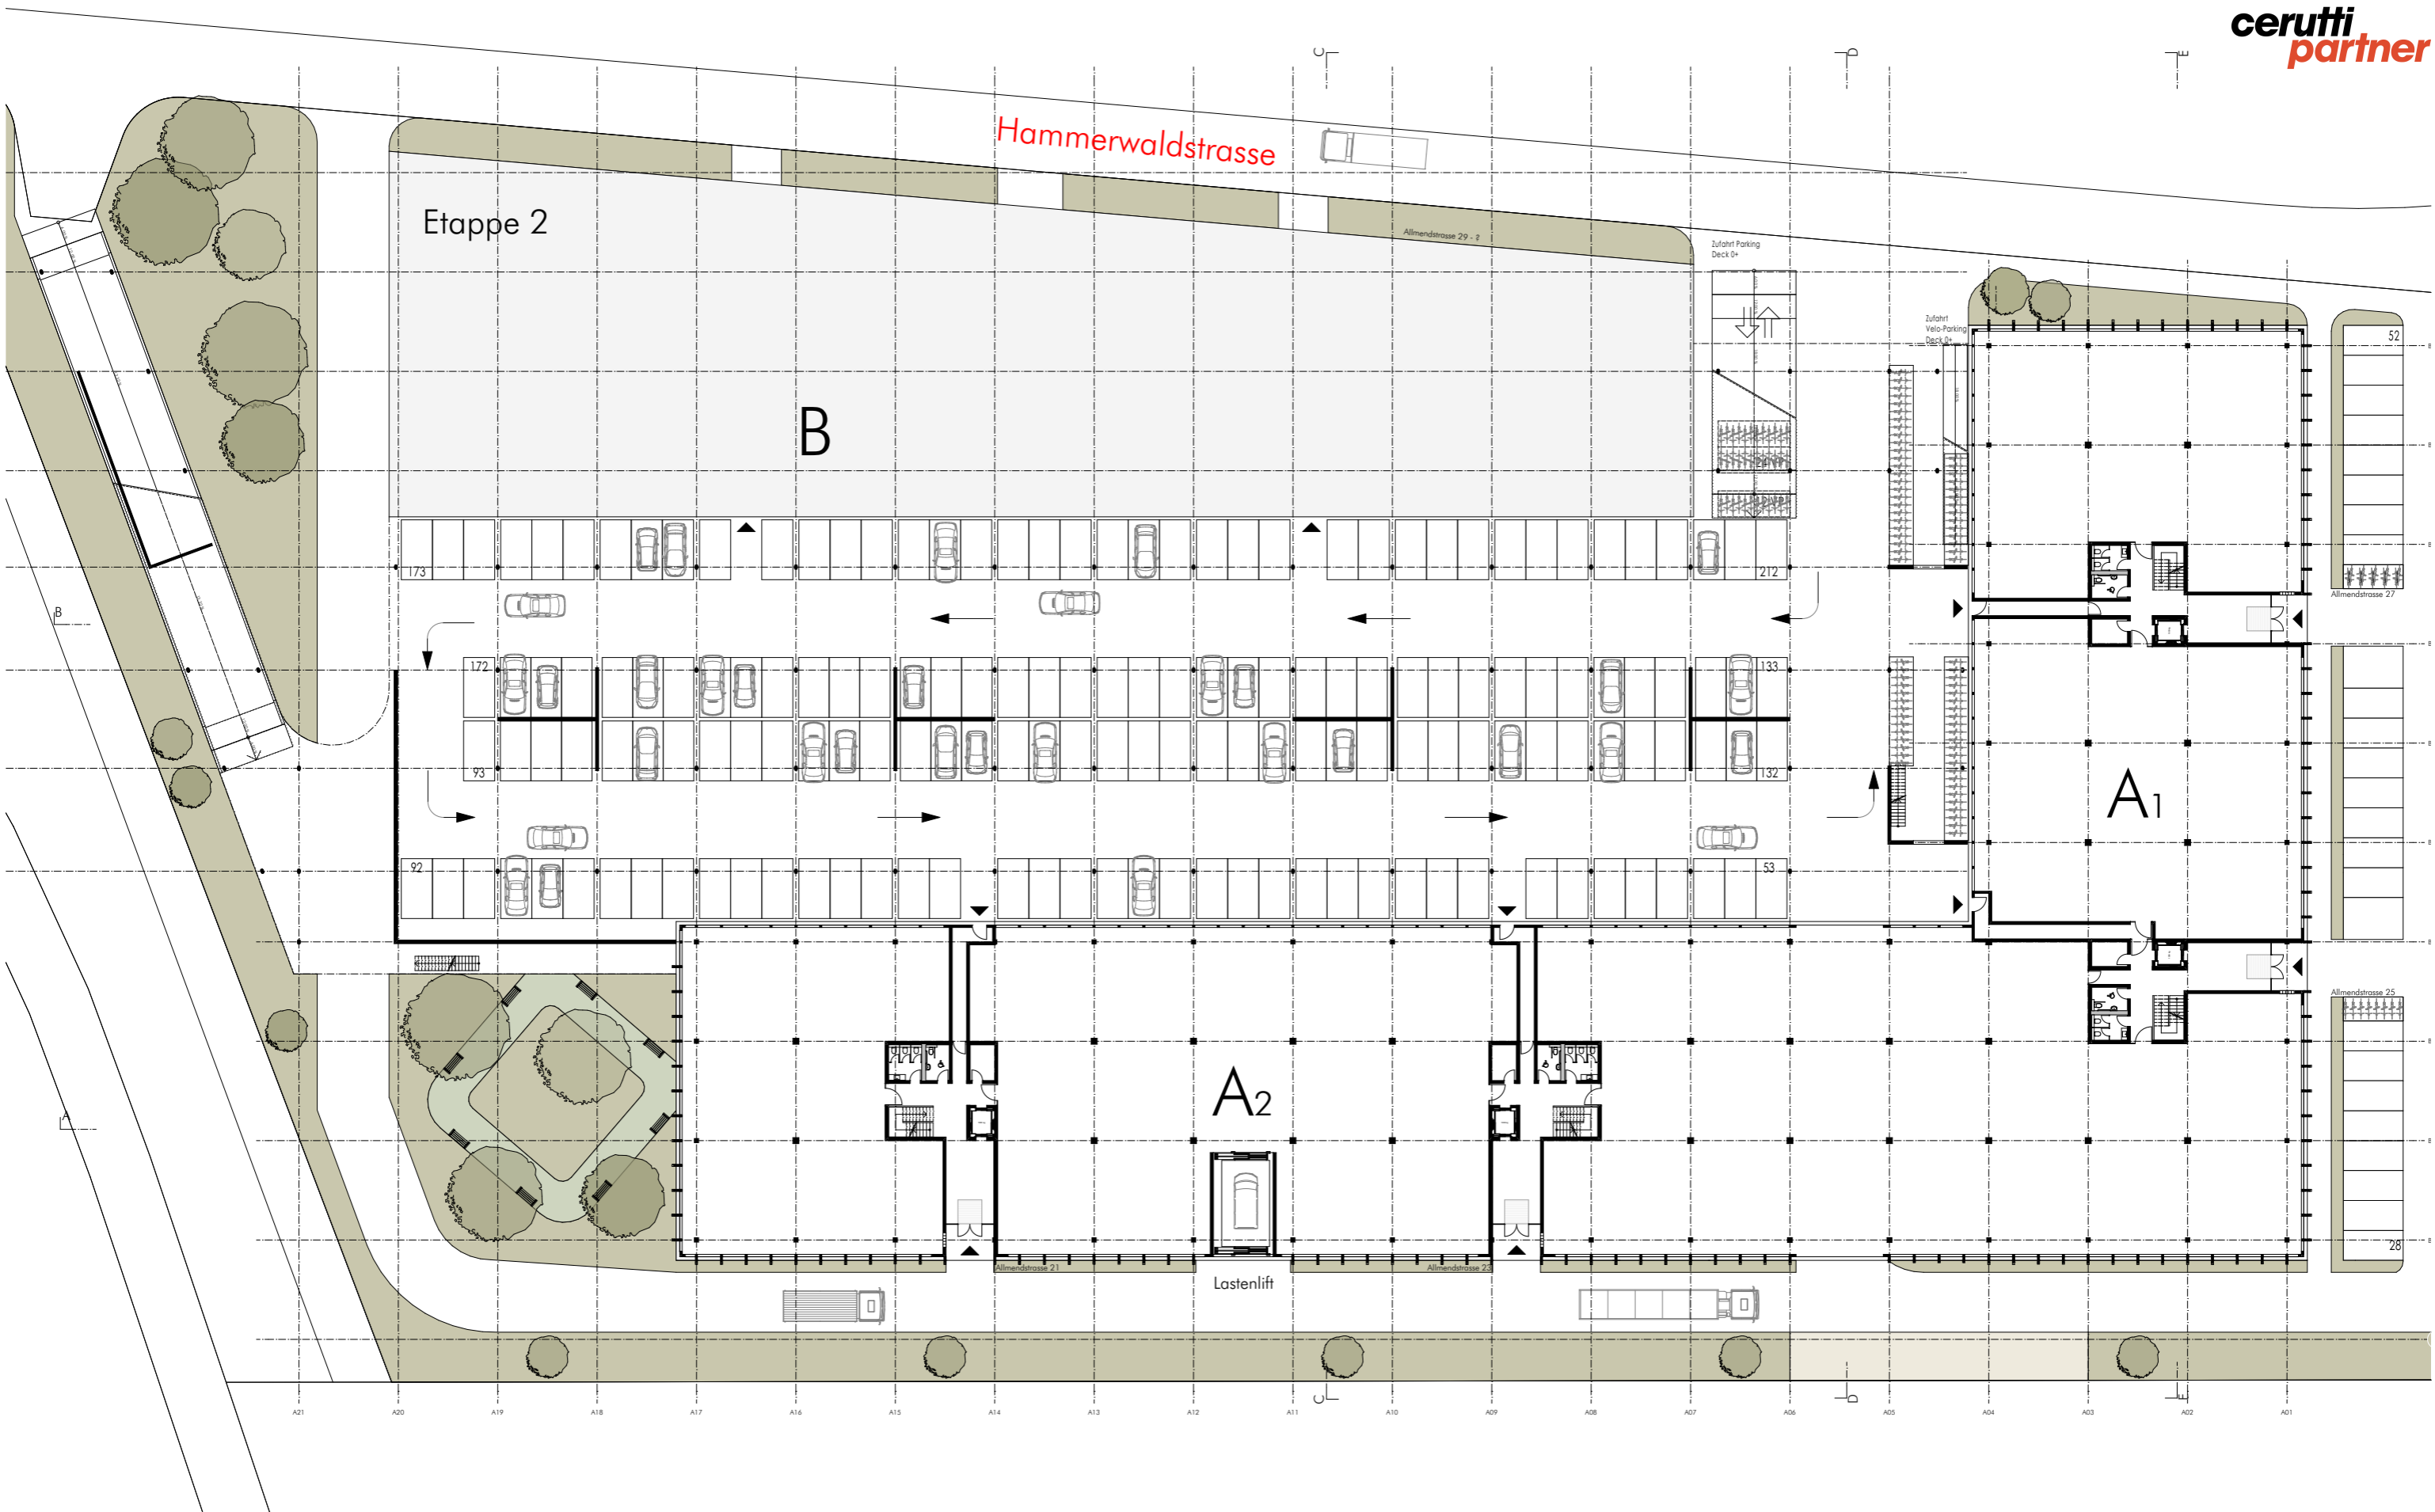 cerutti
partner
C
D
E
Hammerwaldstrasse
Etappe 2
Allmendstrasse 29 - ?
Zufahrt Parking
Deck 0+
Zufahrt
Velo-Parking
Deck 0+
52
B
173
212
Allmendstrasse 27
B
172
133
93
132
A1
92
53
Allmendstrasse 25
A2
A
28
Allmendstrasse 21
Allmendstrasse 23
Lastenlift
C
D
E
A21 A20 A19 A18 A17 A16 A15 A14 A13 A12 A11 A10 A09 A08 A07 A06 A05 A04 A03 A02 A01